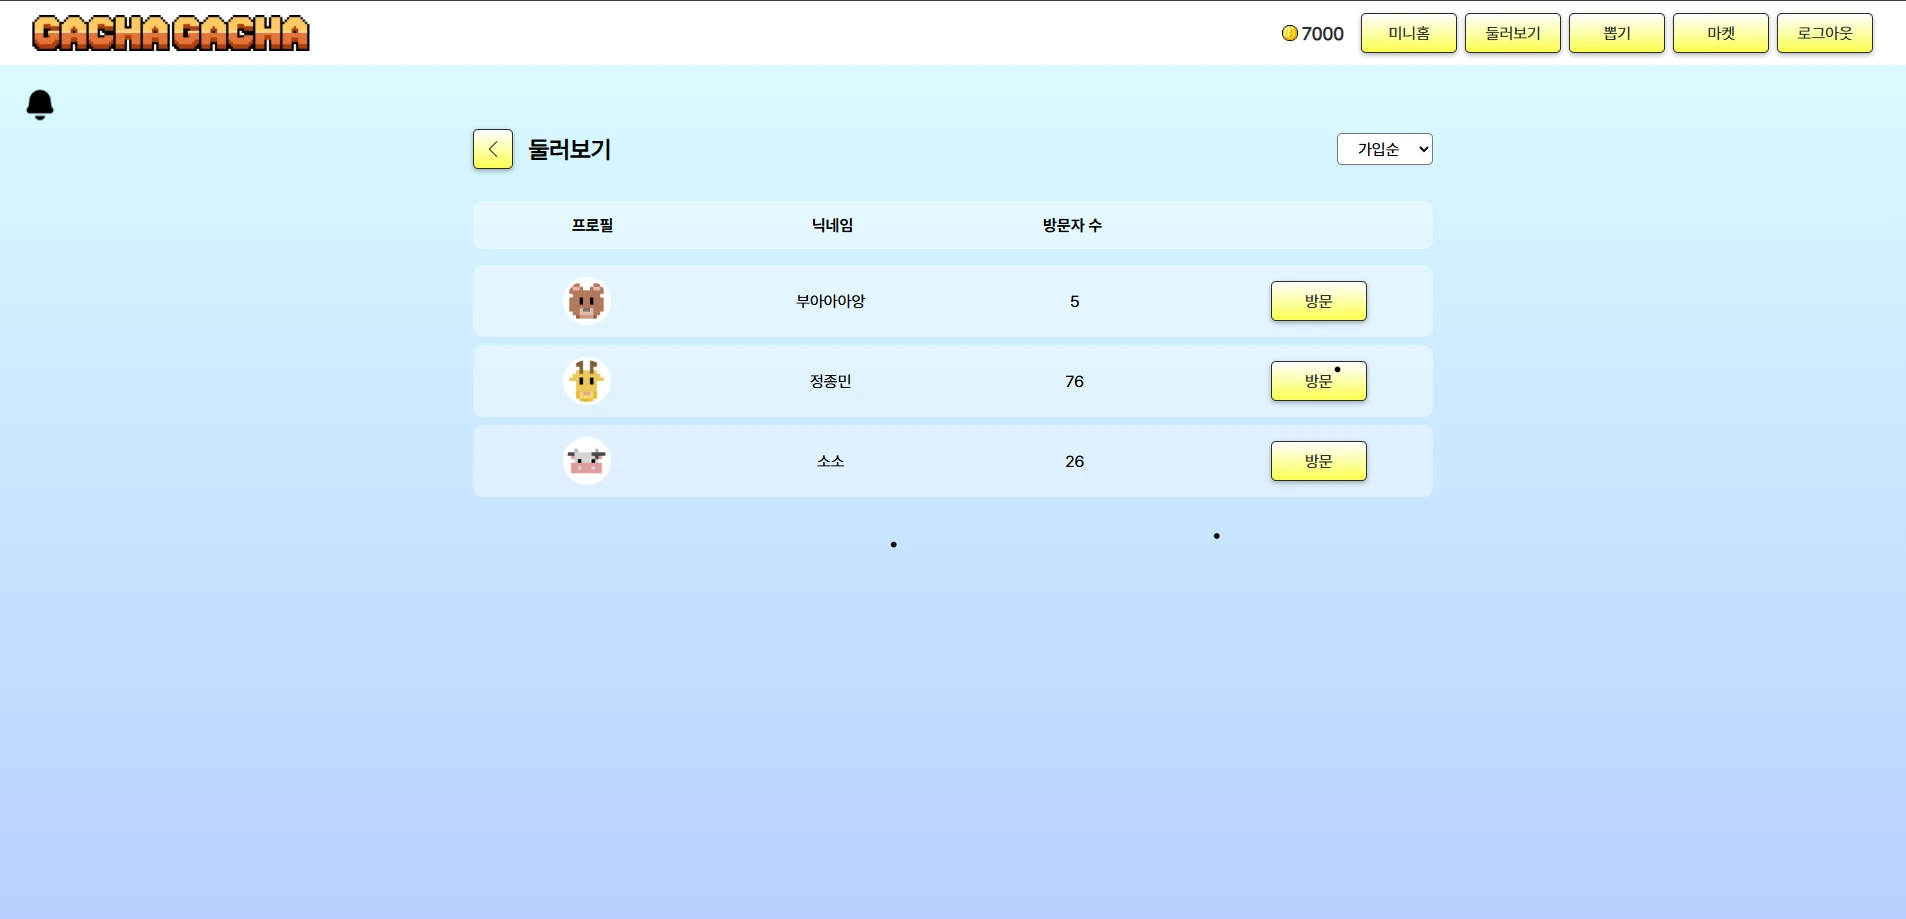 GACHA GACHA 7000 미니홈 둘러보기 뽑기 마켓 로그아웃
둘러보기 가입순
프로필 닉네임 방문자 수
부아아아앙 5 방문
정종민 76 방문
소소 26 방문